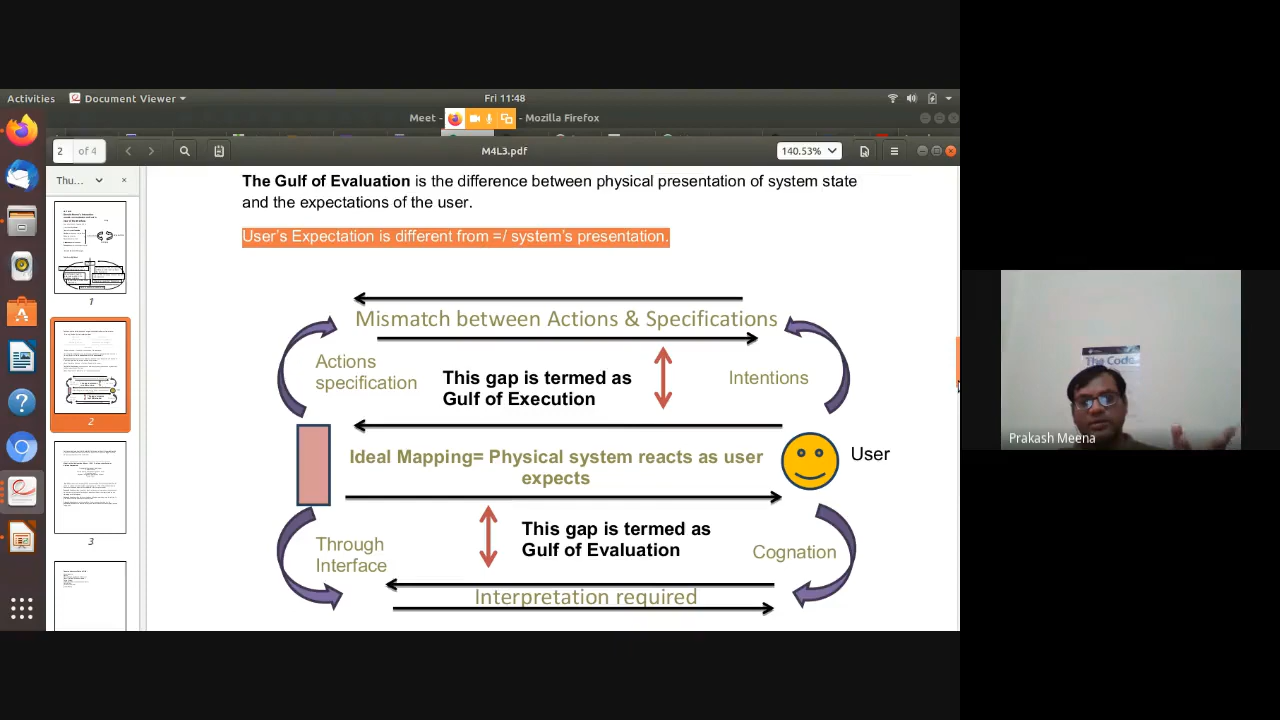 Activities Document Viewer Fri 11:48
Meet - - Mozilla Firefox
2 of 4 M4L3.pdf 140.53%
Thu...
The Gulf of Evaluation is the difference between physical presentation of system state
and the expectations of the user.
User's Expectation is different from =/ system's presentation.
Mismatch between Actions & Specifications
Actions
specification
This gap is termed as
Gulf of Execution
Intentions
Ideal Mapping= Physical system reacts as user
expects
User
This gap is termed as
Gulf of Evaluation
Through
Interface
Cognation
Interpretation required
1
2
3
The Code
Prakash Meena